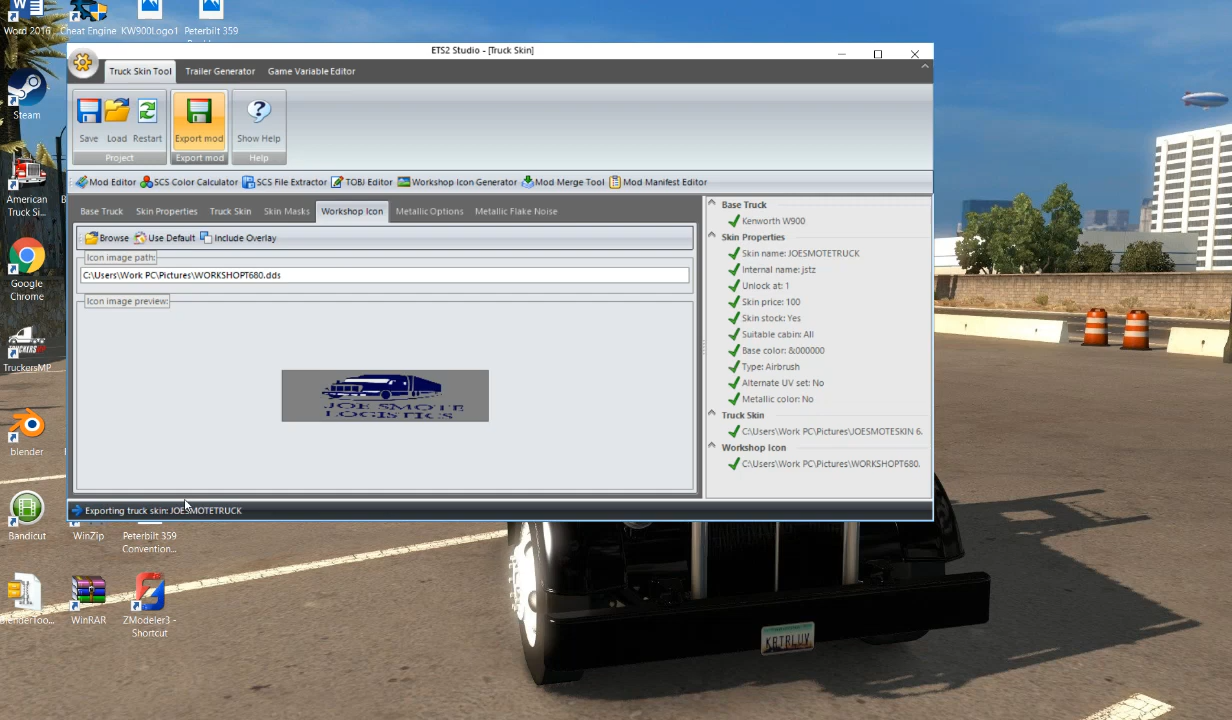 Word 2016
Cheat Engine
KW900Logo1
Peterbilt 359
ETS2 Studio - [Truck Skin]
Truck Skin Tool
Trailer Generator
Game Variable Editor
Save
Load
Restart
Export mod
Show Help
Project
Export mod
Help
Mod Editor
SCS Color Calculator
SCS File Extractor
TOBJ Editor
Workshop Icon Generator
Mod Merge Tool
Mod Manifest Editor
Base Truck
Skin Properties
Truck Skin
Skin Masks
Workshop Icon
Metallic Options
Metallic Flake Noise
Browse
Use Default
Include Overlay
Icon image path:
C:\Users\Work PC\Pictures\WORKSHOPT680.dds
Icon image preview:
JOE SMOTE
LOGISTICS
Base Truck
Kenworth W900
Skin Properties
Skin name: JOESMOTETRUCK
Internal name: jstz
Unlock at: 1
Skin price: 100
Skin stock: Yes
Suitable cabin: All
Base color: &000000
Type: Airbrush
Alternate UV set: No
Metallic color: No
Truck Skin
C:\Users\Work PC\Pictures\JOESMOTESKIN 6.
Workshop Icon
C:\Users\Work PC\Pictures\WORKSHOPT680.
Exporting truck skin: JOESMOTETRUCK
Steam
American
Truck Si...
Google
Chrome
TruckersMP
blender
Bandicut
WinZip
Peterbilt 359
Convention...
WinRAR
ZModeler3 -
Shortcut
KBTRLUV